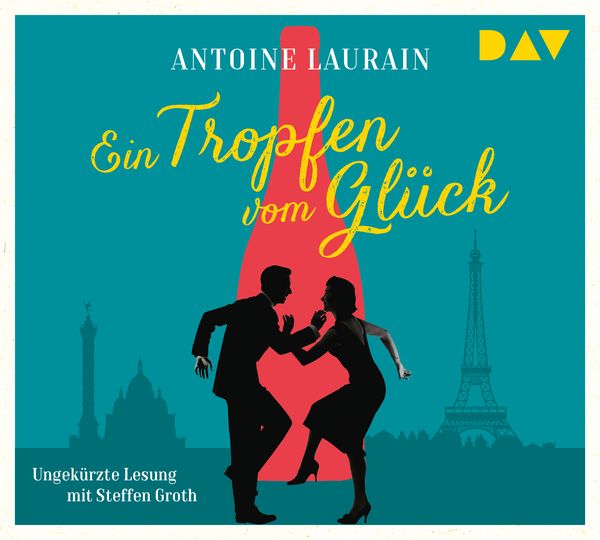 DAV
ANTOINE LAURAIN
Ein Tropfen
vom Glück
Ungekürzte Lesung
mit Steffen Groth